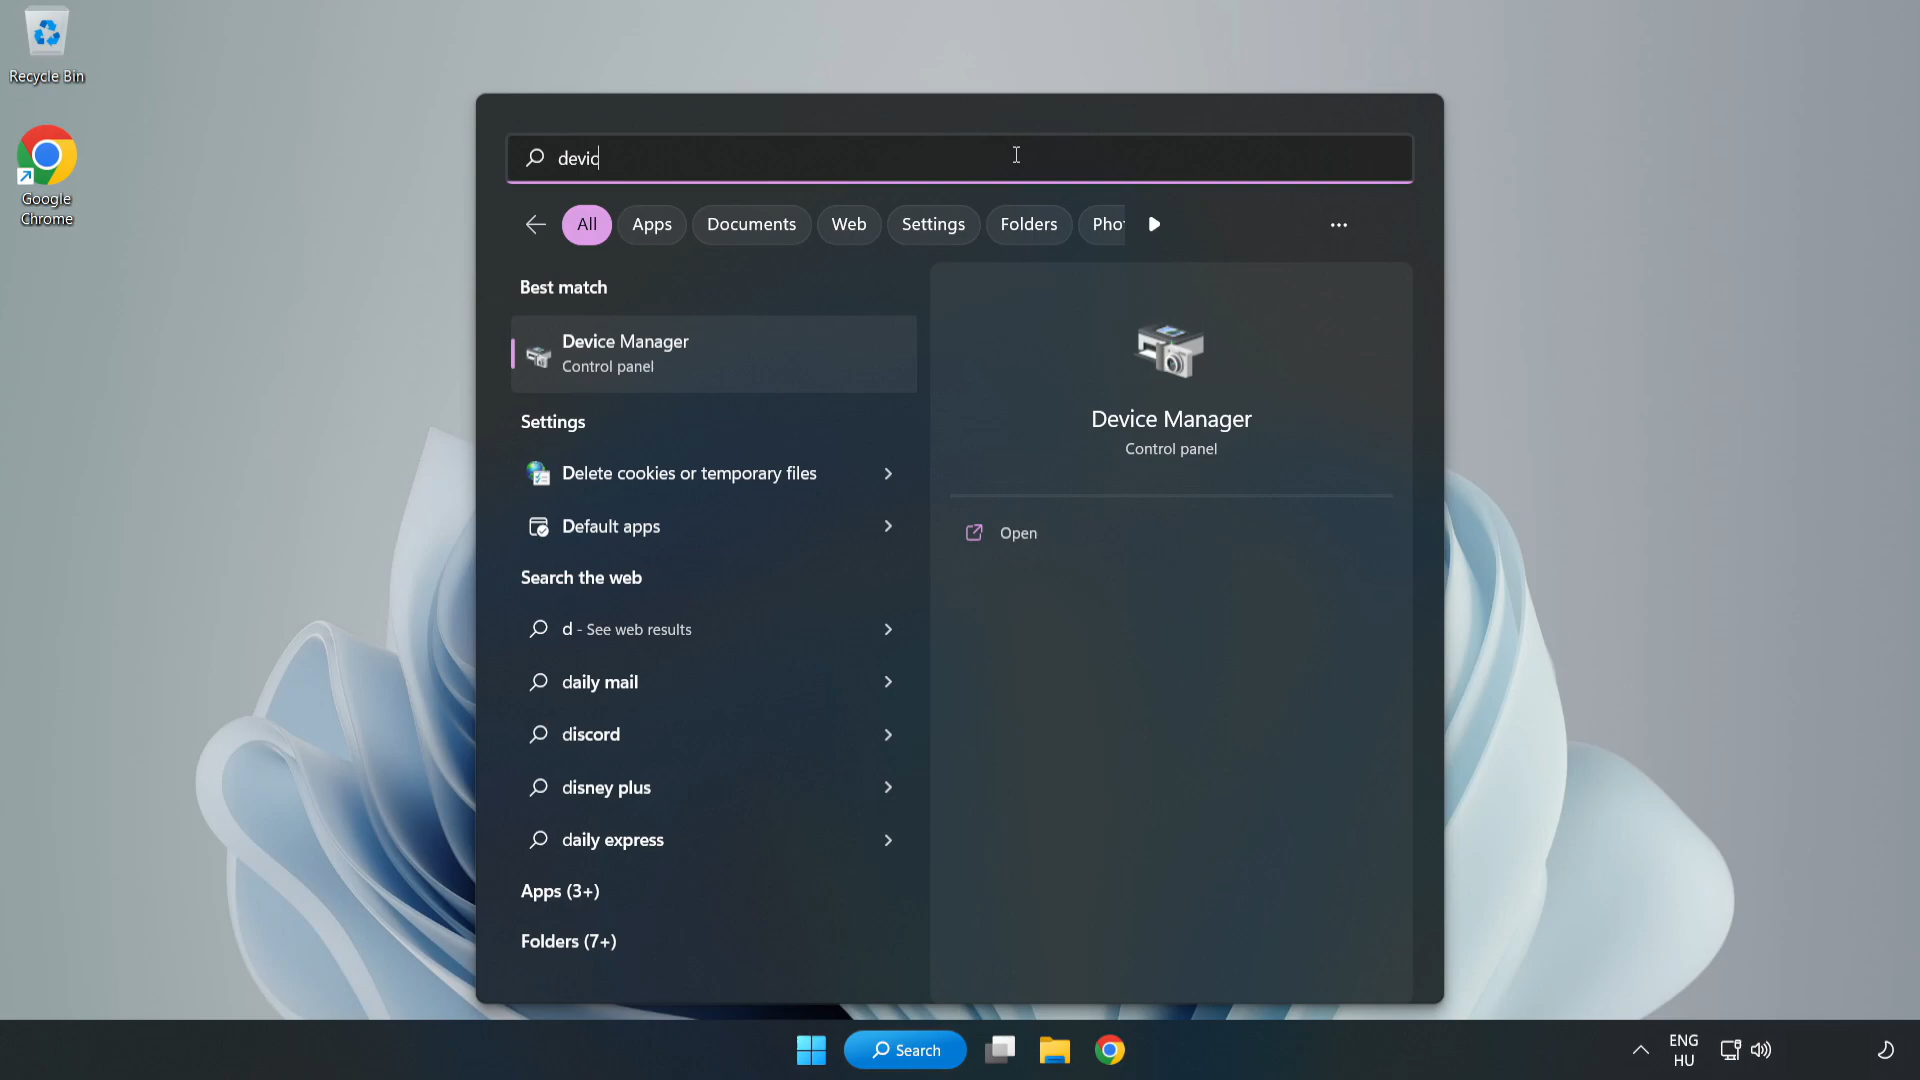 Recycle Bin
Google
Chrome
devic
All
Apps
Documents
Web
Settings
Folders
Pho
Best match
Device Manager
Control panel
Settings
Delete cookies or temporary files
Default apps
Search the web
d - See web results
daily mail
discord
disney plus
daily express
Apps (3+)
Folders (7+)
Device Manager
Control panel
Open
Search
ENG
HU